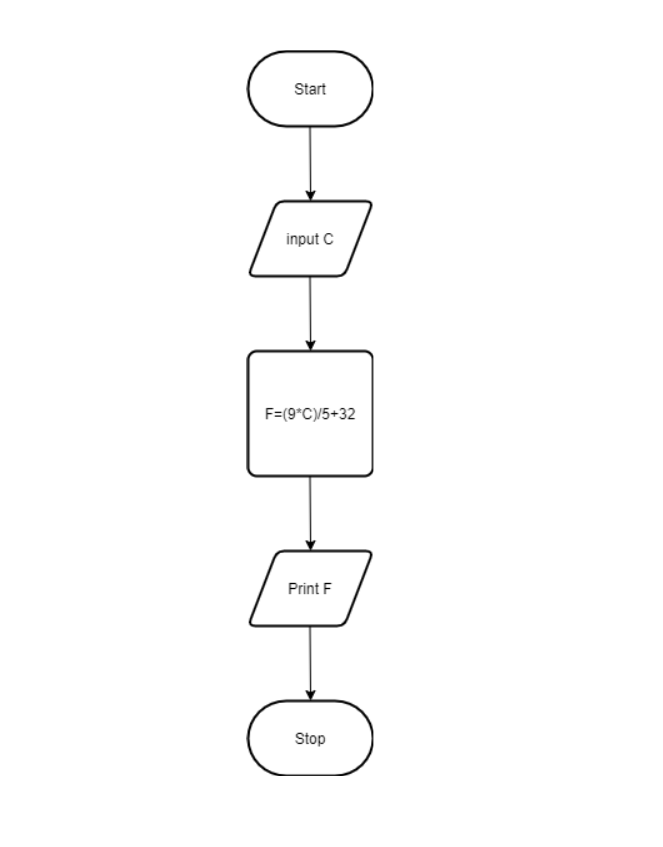 Start
input C
F=(9*C)/5+32
Print F
Stop